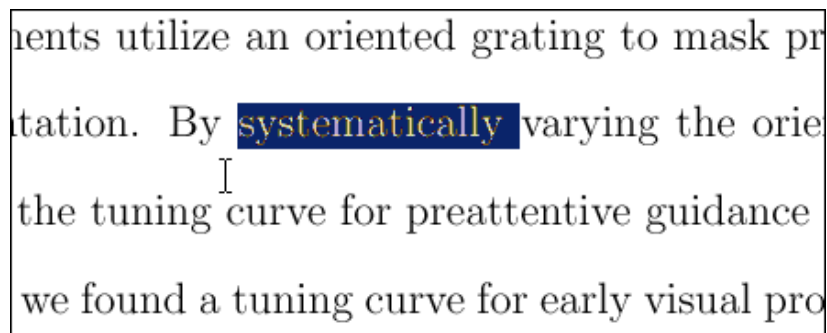 ments utilize an oriented grating to mask pr
tation. By systematically varying the orie
the tuning curve for preattentive guidance
we found a tuning curve for early visual pro